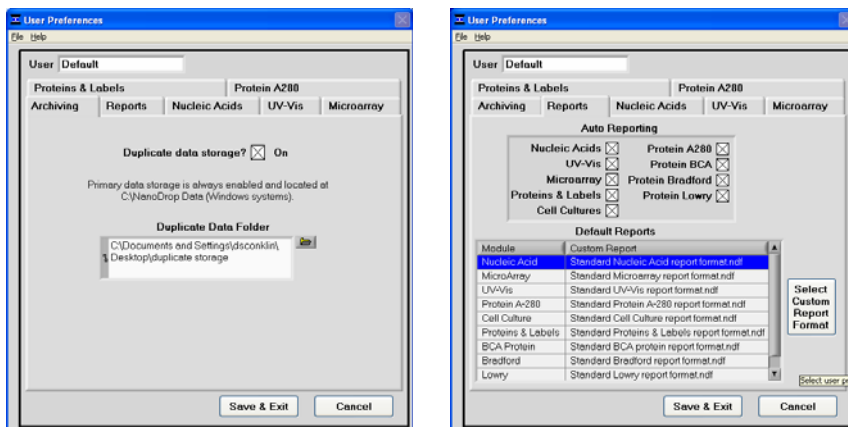 User Preferences
File Help
User Default
Proteins & Labels Protein A280
Archiving Reports Nucleic Acids UV-Vis Microarray
Duplicate data storage? On
Primary data storage is always enabled and located at
C:\NanoDrop Data (Windows systems).
Duplicate Data Folder
C:\Documents and Settings\dsconklin\
Desktop\duplicate storage
Save & Exit Cancel
User Preferences
File Help
User Default
Proteins & Labels Protein A280
Archiving Reports Nucleic Acids UV-Vis Microarray
Auto Reporting
Nucleic Acids Protein A280
UV-Vis Protein BCA
Microarray Protein Bradford
Proteins & Labels Protein Lowry
Cell Cultures
Default Reports
Module Custom Report
Nucleic Acid Standard Nucleic Acid report format.ndf
MicroArray Standard Microarray report format.ndf
UV-Vis Standard UV-Vis report format.ndf
Protein A-280 Standard Protein A-280 report format.ndf
Cell Culture Standard Cell Culture report format.ndf
Proteins & Labels Standard Proteins & Labels report format.ndf
BCA Protein Standard BCA protein report format.ndf
Bradford Standard Bradford report format.ndf
Lowry Standard Lowry report format.ndf
Select
Custom
Report
Format
Select user p
Save & Exit Cancel